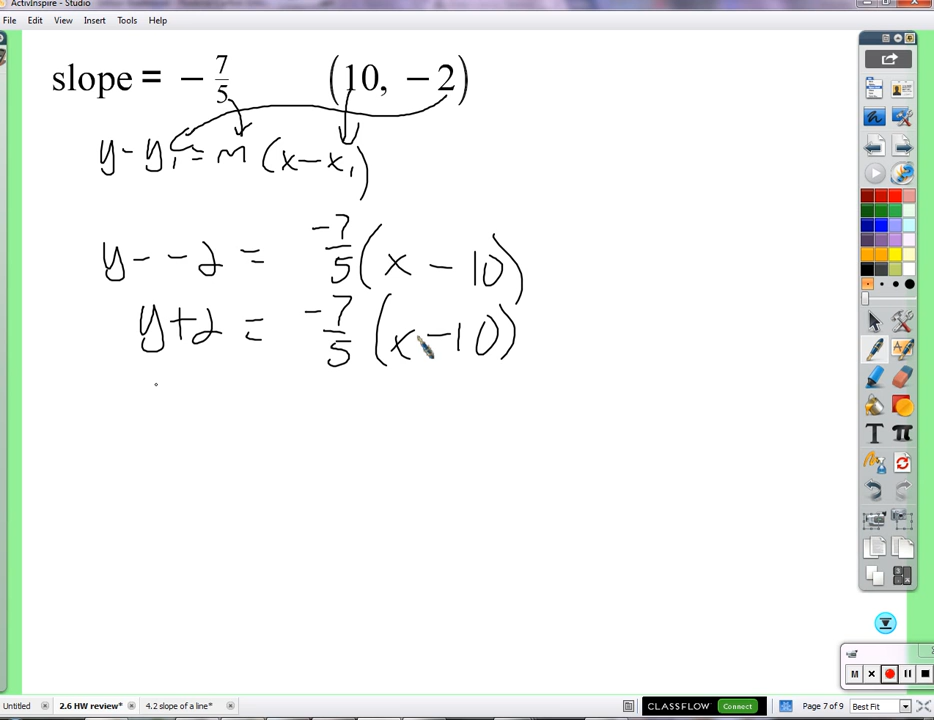 ActivInspire - Studio
File Edit View Insert Tools Help
slope = − 7/5 (10, −2)
y - y₁ = m (x - x₁)
y - - 2 = -7/5 (x - 10)
y + 2 = -7/5 (x - 10)
T π
M x
Untitled 2.6 HW review* 4.2 slope of a line* CLASSFLOW Connect Page 7 of 9 Best Fit